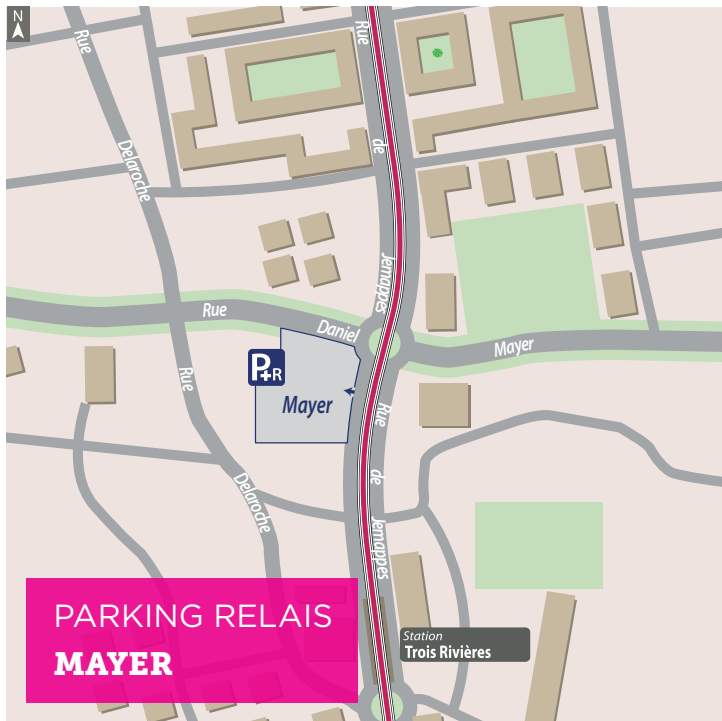 N
Rue
Rue
de
Delaroche
Jemappes
Rue
Daniel
Mayer
P+R
Mayer
Rue
Rue
de
Delaroche
Jemappes
PARKING RELAIS
MAYER
Station
Trois Rivières